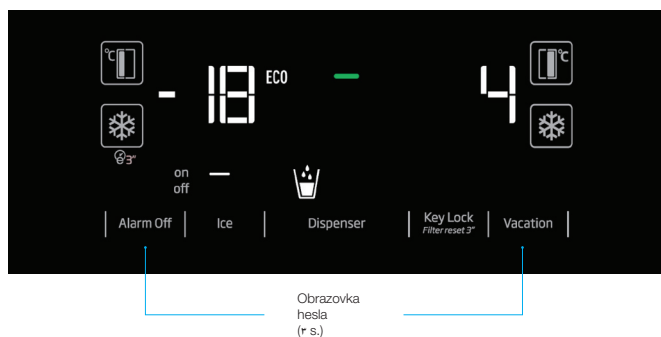 °C
°C
- 18 ECO
4
3"
on
off
Alarm Off
Ice
Dispenser
Key Lock
Filter reset 3"
Vacation
Obrazovka
hesla
(٣ s.)